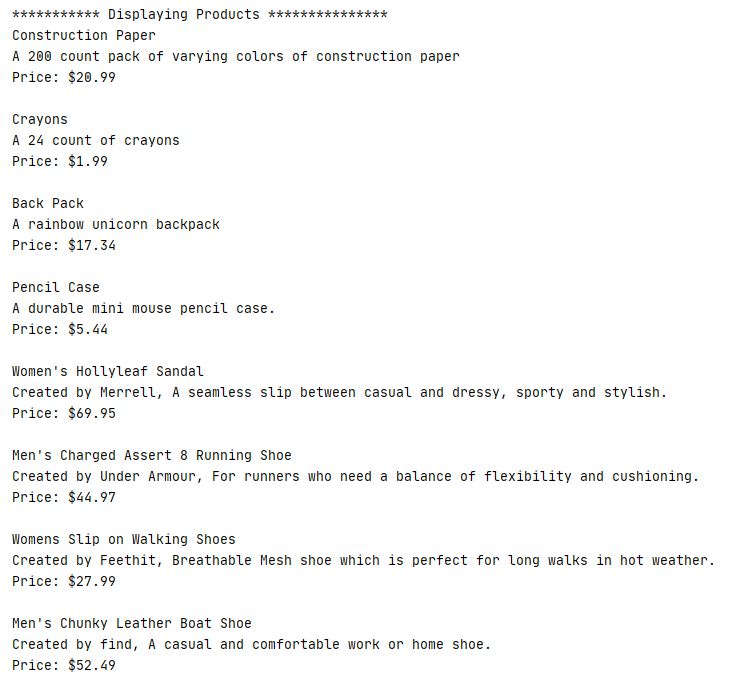 *********** Displaying Products ***************
Construction Paper
A 200 count pack of varying colors of construction paper
Price: $20.99

Crayons
A 24 count of crayons
Price: $1.99

Back Pack
A rainbow unicorn backpack
Price: $17.34

Pencil Case
A durable mini mouse pencil case.
Price: $5.44

Women's Hollyleaf Sandal
Created by Merrell, A seamless slip between casual and dressy, sporty and stylish.
Price: $69.95

Men's Charged Assert 8 Running Shoe
Created by Under Armour, For runners who need a balance of flexibility and cushioning.
Price: $44.97

Womens Slip on Walking Shoes
Created by Feethit, Breathable Mesh shoe which is perfect for long walks in hot weather.
Price: $27.99

Men's Chunky Leather Boat Shoe
Created by find, A casual and comfortable work or home shoe.
Price: $52.49